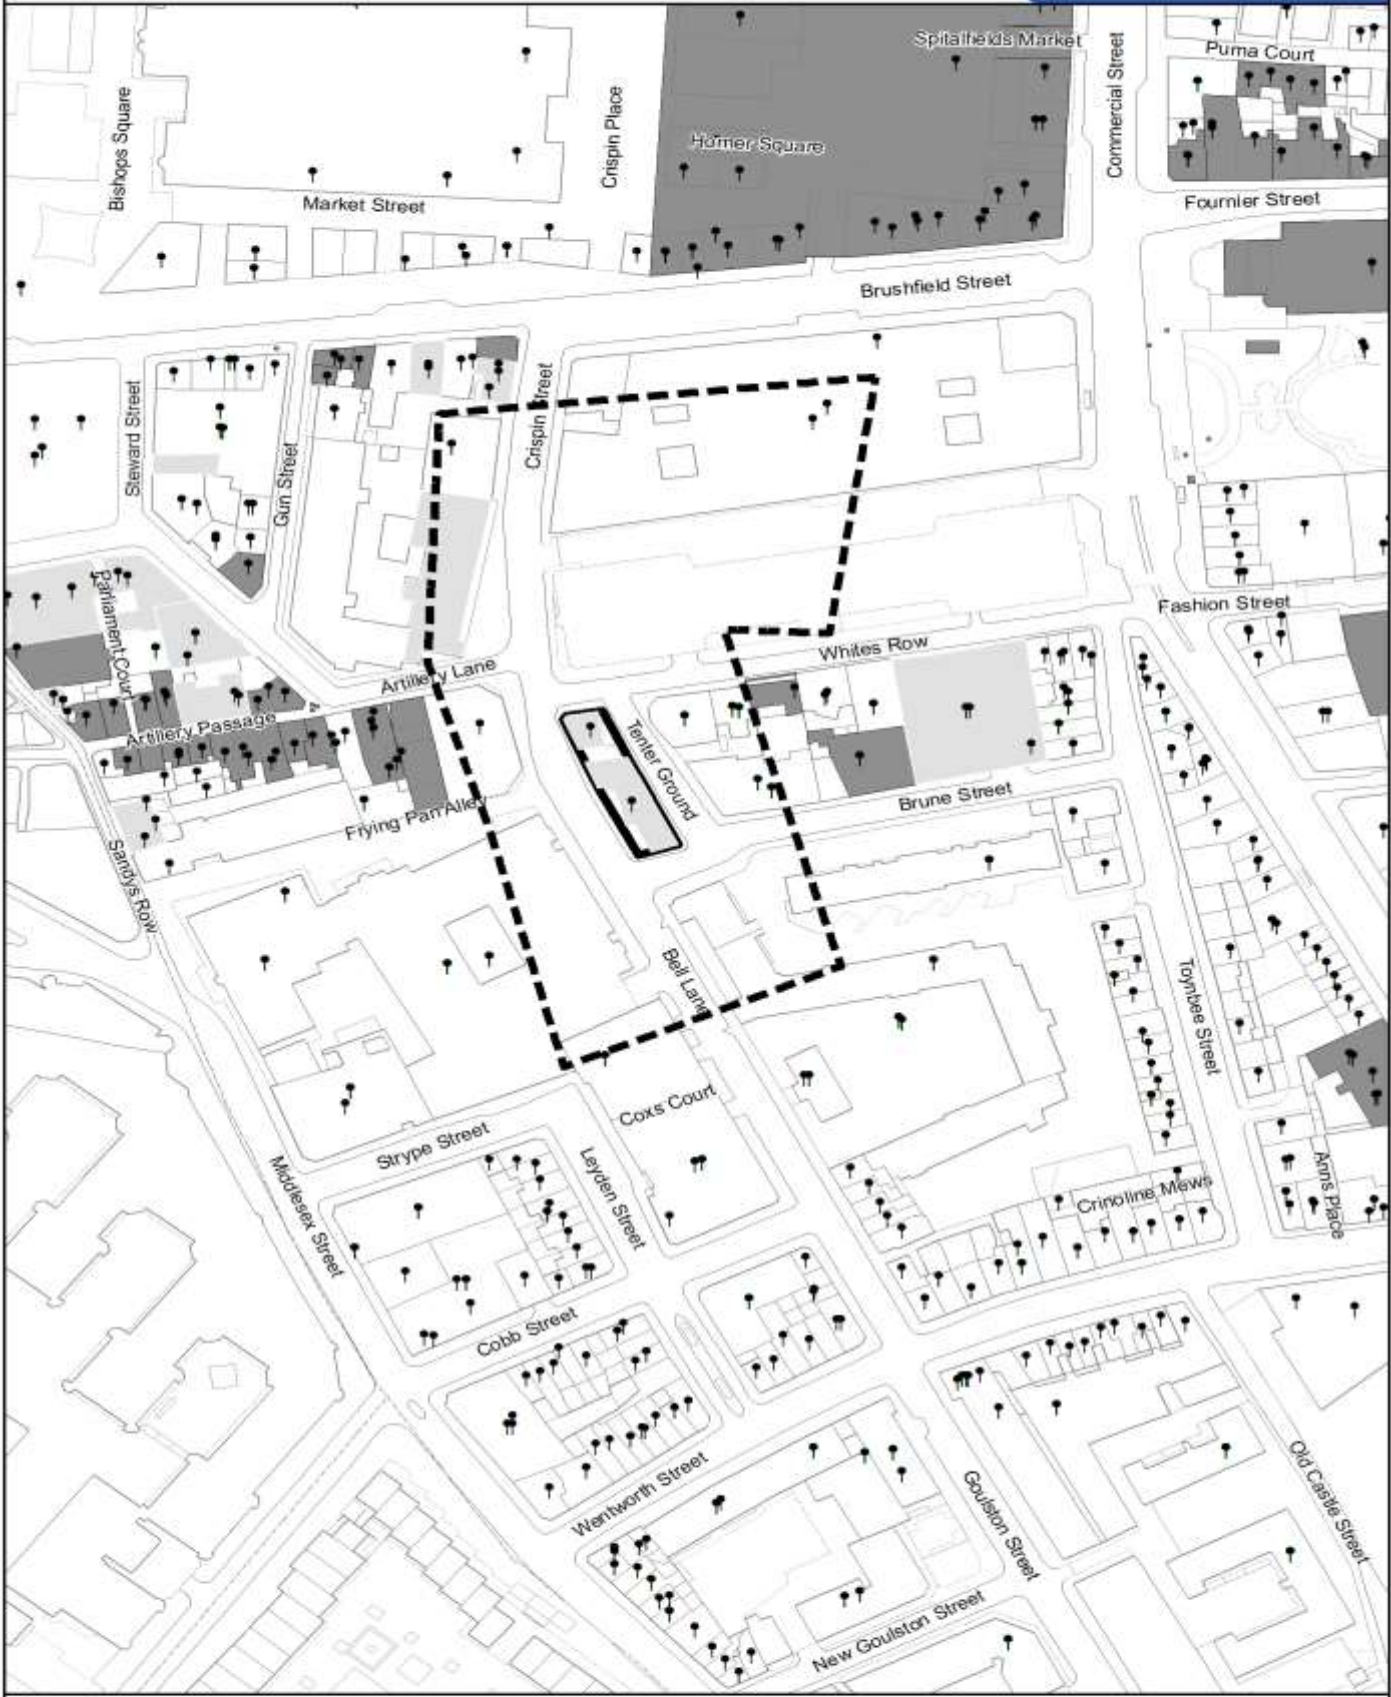 Spitalfields Market
Puma Court
Commercial Street
Crispin Place
Bishops Square
Horner Square
Market Street
Fournier Street
Brushfield Street
Steward Street
Gun Street
Crispin Street
Parliament Court
Fashion Street
Whites Row
Artillery Lane
Artillery Passage
Tenter Ground
Brune Street
Frying Pan Alley
Sandys Row
Bell Lane
Toynbee Street
Coxs Court
Strype Street
Leyden Street
Middlesex Street
Crinoline Mews
Anns Place
Cobb Street
Wentworth Street
Goulston Street
Old Castle Street
New Goulston Street